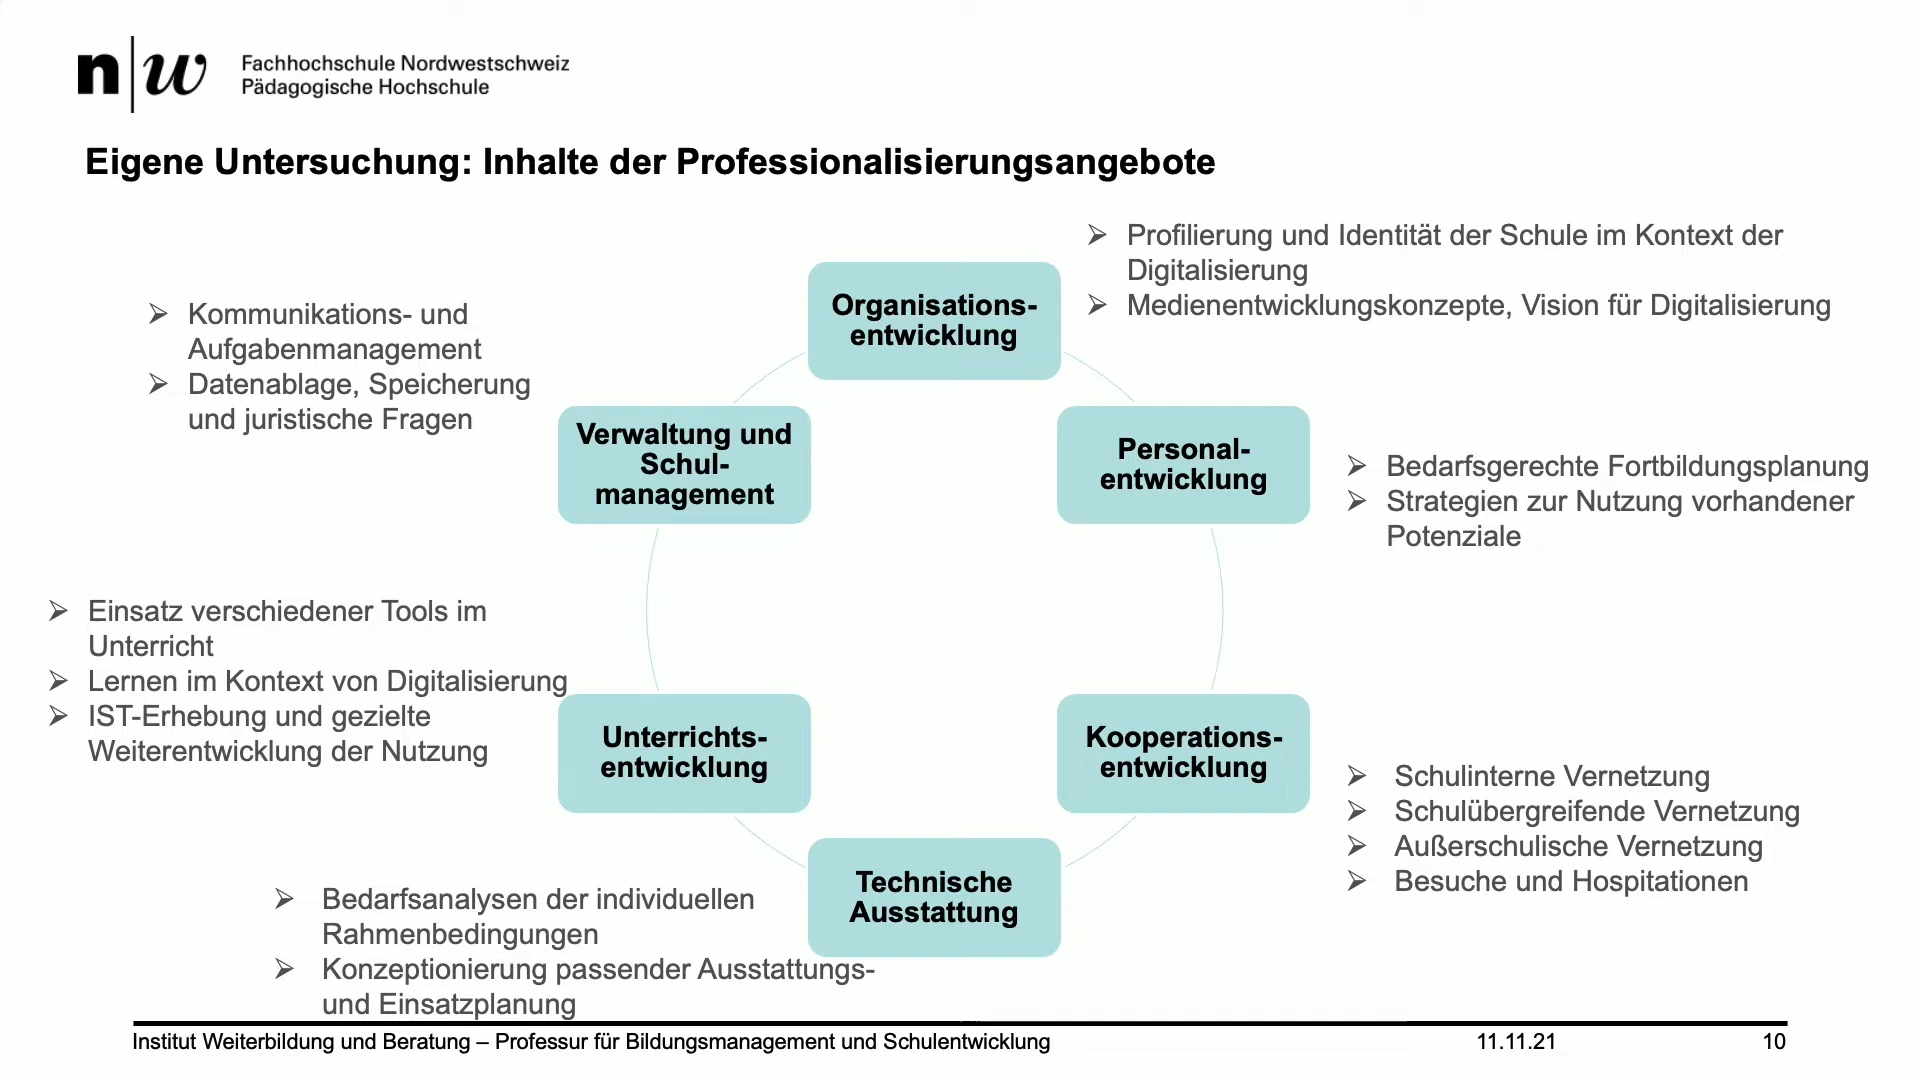 n|w
Fachhochschule Nordwestschweiz
Pädagogische Hochschule
Eigene Untersuchung: Inhalte der Professionalisierungsangebote
Organisations-
entwicklung
➢ Profilierung und Identität der Schule im Kontext der
Digitalisierung
➢ Medienentwicklungskonzepte, Vision für Digitalisierung
Personal-
entwicklung
➢ Bedarfsgerechte Fortbildungsplanung
➢ Strategien zur Nutzung vorhandener
Potenziale
Kooperations-
entwicklung
➢ Schulinterne Vernetzung
➢ Schulübergreifende Vernetzung
➢ Außerschulische Vernetzung
➢ Besuche und Hospitationen
Technische
Ausstattung
➢ Bedarfsanalysen der individuellen
Rahmenbedingungen
➢ Konzeptionierung passender Ausstattungs-
und Einsatzplanung
Unterrichts-
entwicklung
➢ Einsatz verschiedener Tools im
Unterricht
➢ Lernen im Kontext von Digitalisierung
➢ IST-Erhebung und gezielte
Weiterentwicklung der Nutzung
Verwaltung und
Schul-
management
➢ Kommunikations- und
Aufgabenmanagement
➢ Datenablage, Speicherung
und juristische Fragen
Institut Weiterbildung und Beratung – Professur für Bildungsmanagement und Schulentwicklung
11.11.21
10